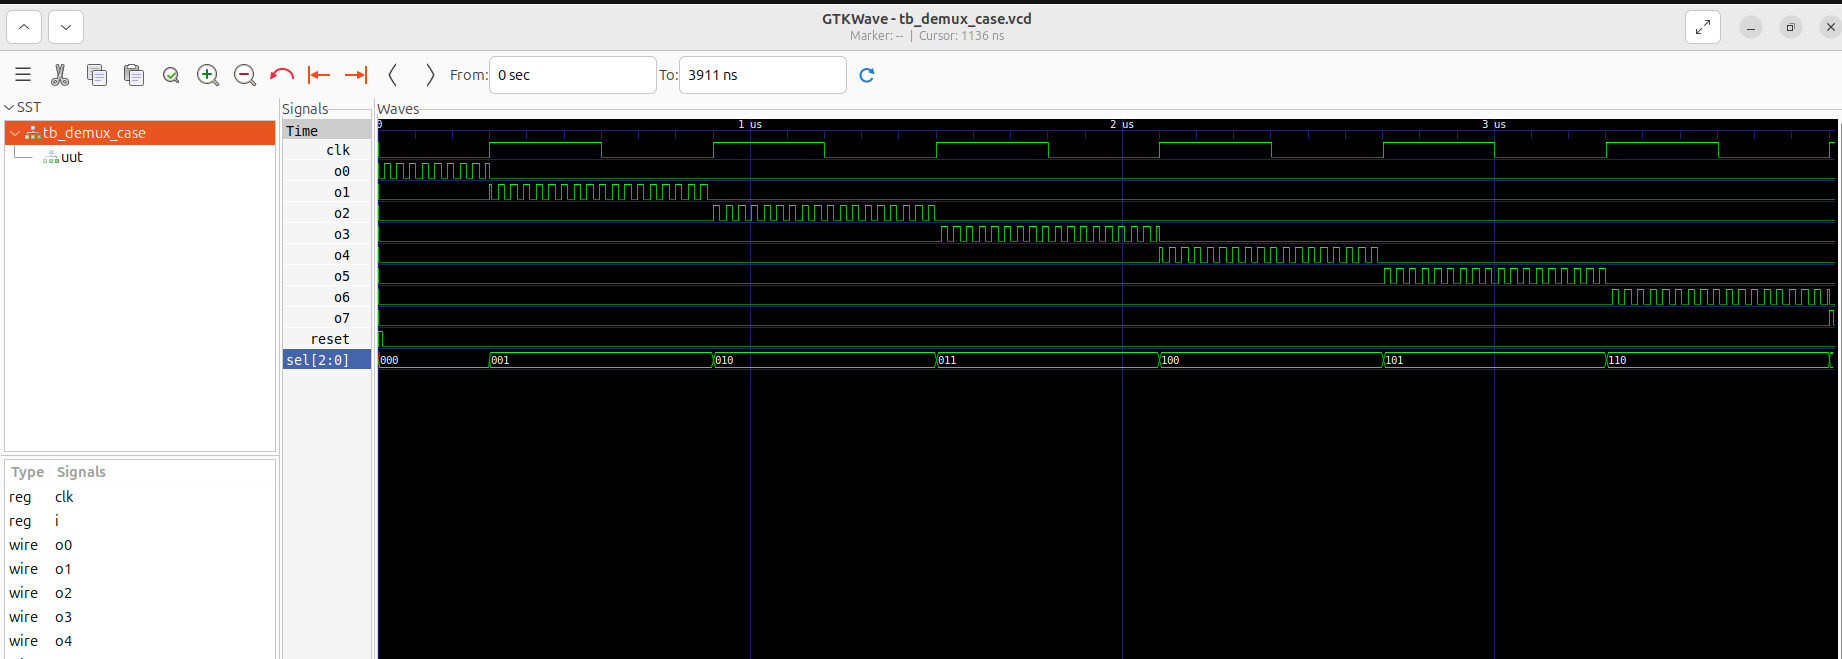 GTKWave - tb_demux_case.vcd
Marker: -- | Cursor: 1136 ns
From: 0 sec To: 3911 ns
SST
tb_demux_case
uut
Type Signals
reg clk
reg i
wire o0
wire o1
wire o2
wire o3
wire o4
Signals
Time
clk
o0
o1
o2
o3
o4
o5
o6
o7
reset
sel[2:0]
Waves
0 1 us 2 us 3 us
000 001 010 011 100 101 110